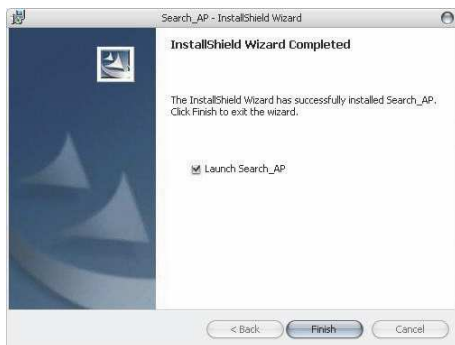 Search_AP - InstallShield Wizard
InstallShield Wizard Completed
The InstallShield Wizard has successfully installed Search_AP.
Click Finish to exit the wizard.
Launch Search_AP
< Back
Finish
Cancel